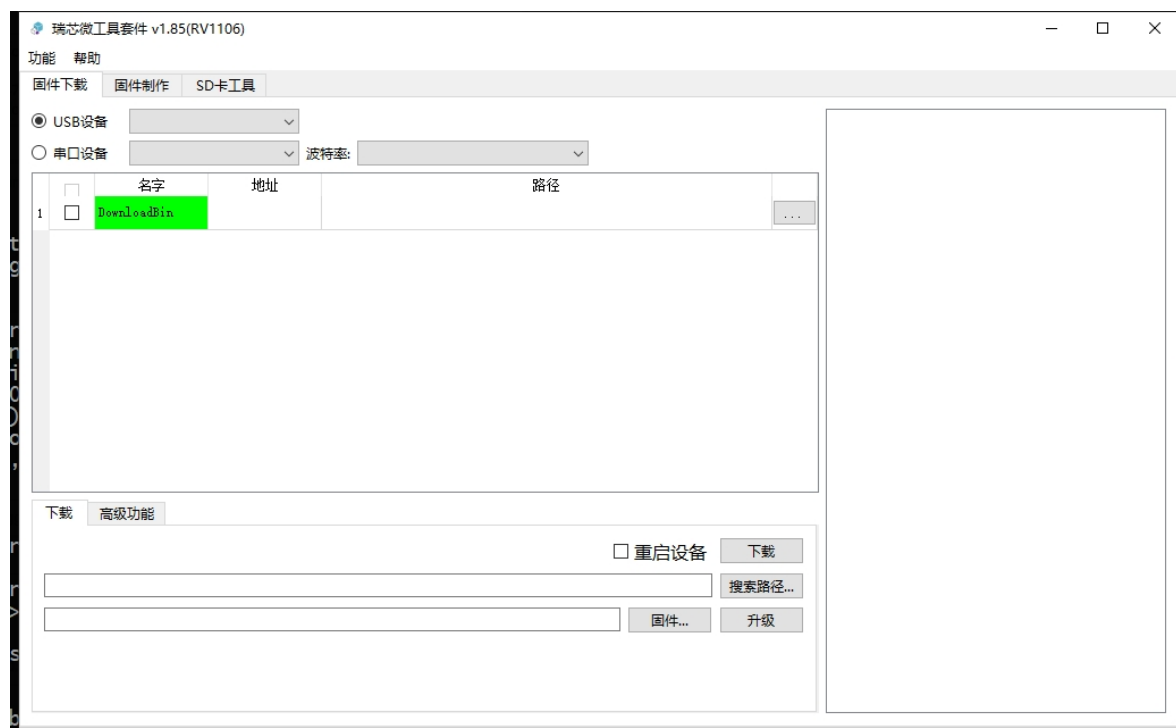 瑞芯微工具套件 v1.85(RV1106)
功能 帮助
固件下载 固件制作 SD卡工具
USB设备
串口设备 波特率:
名字 地址 路径
1 DownloadBin ...
下载 高级功能
重启设备 下载
搜索路径...
固件... 升级